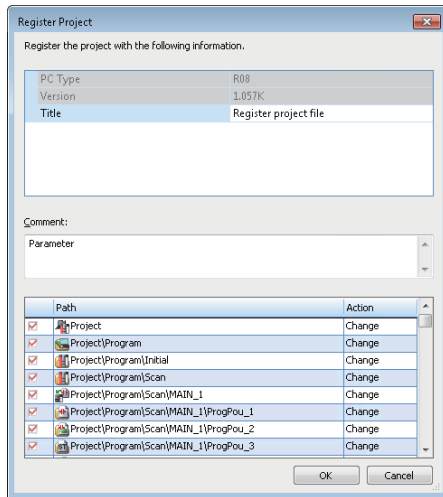 Register Project
Register the project with the following information.
PC Type R08
Version 1.057K
Title Register project file
Comment:
Parameter
Path Action
Project Change
Project\Program Change
Project\Program\Initial Change
Project\Program\Scan Change
Project\Program\Scan\MAIN_1 Change
Project\Program\Scan\MAIN_1\ProgPou_1 Change
Project\Program\Scan\MAIN_1\ProgPou_2 Change
Project\Program\Scan\MAIN_1\ProgPou_3 Change
OK Cancel